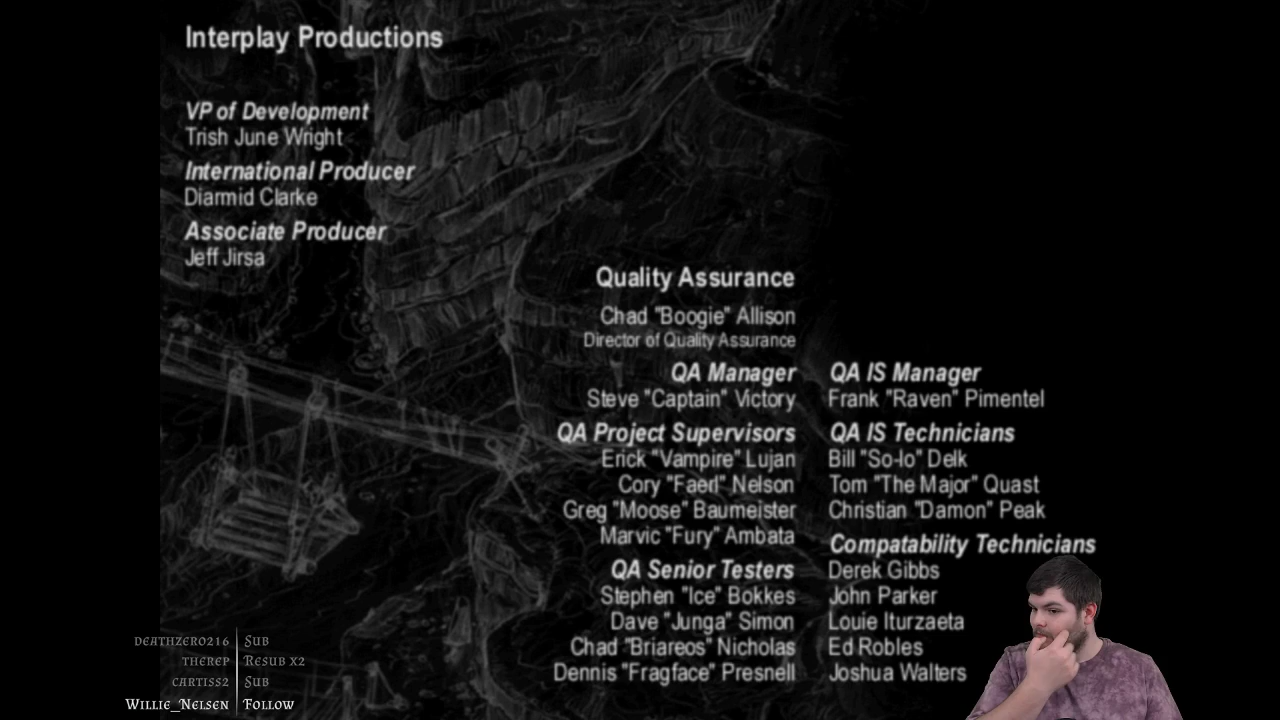 Interplay Productions
VP of Development
Trish June Wright
International Producer
Diarmid Clarke
Associate Producer
Jeff Jirsa
Quality Assurance
Chad "Boogie" Allison
Director of Quality Assurance
QA Manager
Steve "Captain" Victory
QA Project Supervisors
Erick "Vampire" Lujan
Cory "Faerl" Nelson
Greg "Moose" Baumeister
Marvic "Fury" Ambata
QA Senior Testers
Stephen "Ice" Bokkes
Dave "Junga" Simon
Chad "Briareos" Nicholas
Dennis "Fragface" Presnell
QA IS Manager
Frank "Raven" Pimentel
QA IS Technicians
Bill "So-lo" Delk
Tom "The Major" Quast
Christian "Damon" Peak
Compatability Technicians
Derek Gibbs
John Parker
Louie Iturzaeta
Ed Robles
Joshua Walters
deathzero216 Sub
therep Resub x2
cartiss2 Sub
Willie_Nelsen Follow